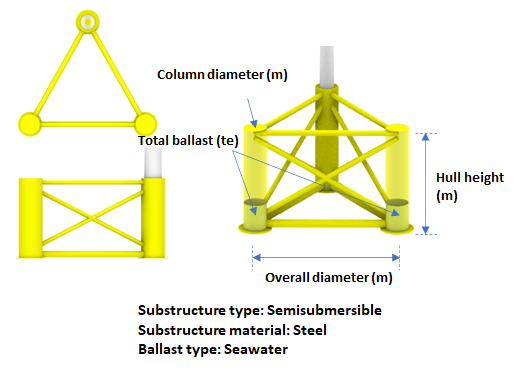 Column diameter (m)
Total ballast (te)
Hull height
(m)
Overall diameter (m)
Substructure type: Semisubmersible
Substructure material: Steel
Ballast type: Seawater